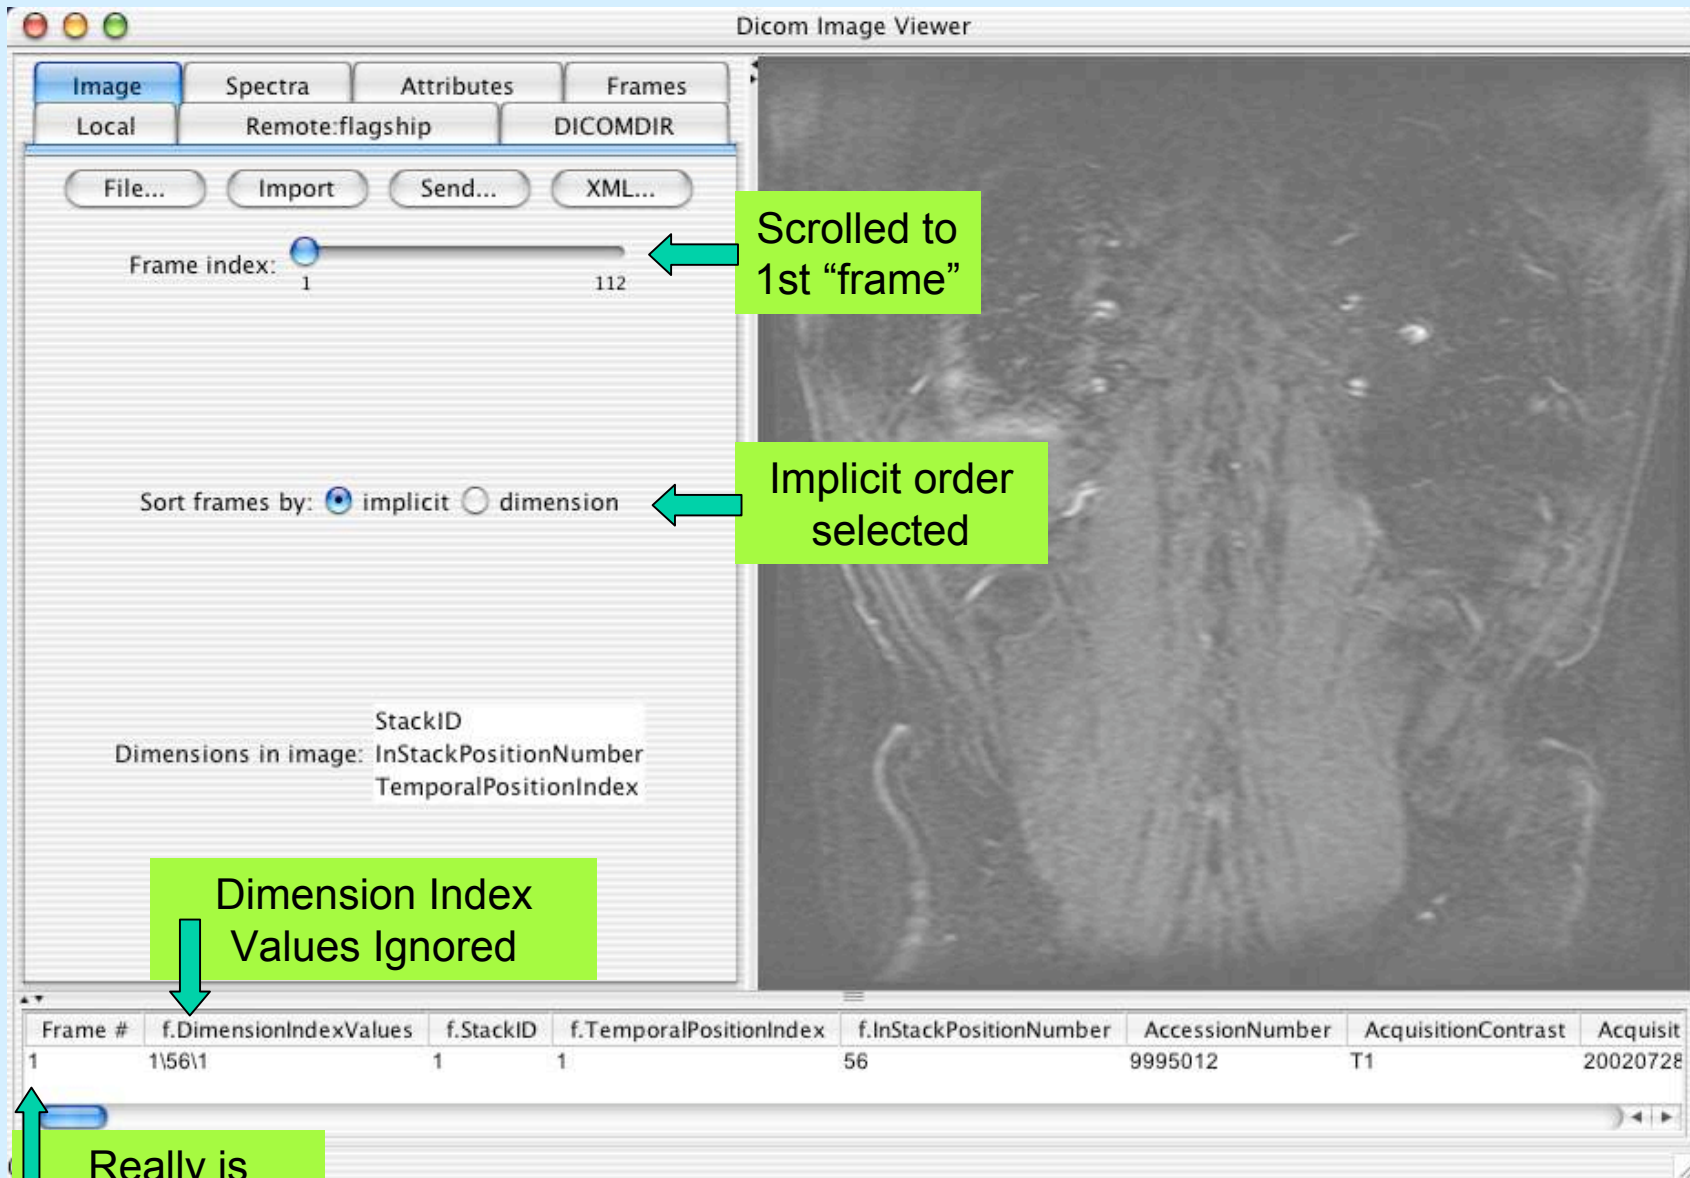 Dicom Image Viewer
Image Spectra Attributes Frames
Local Remote:flagship DICOMDIR
File... Import Send... XML...
Frame index:
1 112
Scrolled to
1st “frame”
Sort frames by: implicit dimension
Implicit order
selected
Dimensions in image:
StackID
InStackPositionNumber
TemporalPositionIndex
Dimension Index
Values Ignored
Frame # f.DimensionIndexValues f.StackID f.TemporalPositionIndex f.InStackPositionNumber AccessionNumber AcquisitionContrast Acquisit
1 1\56\1 1 1 56 9995012 T1 20020728
Really is